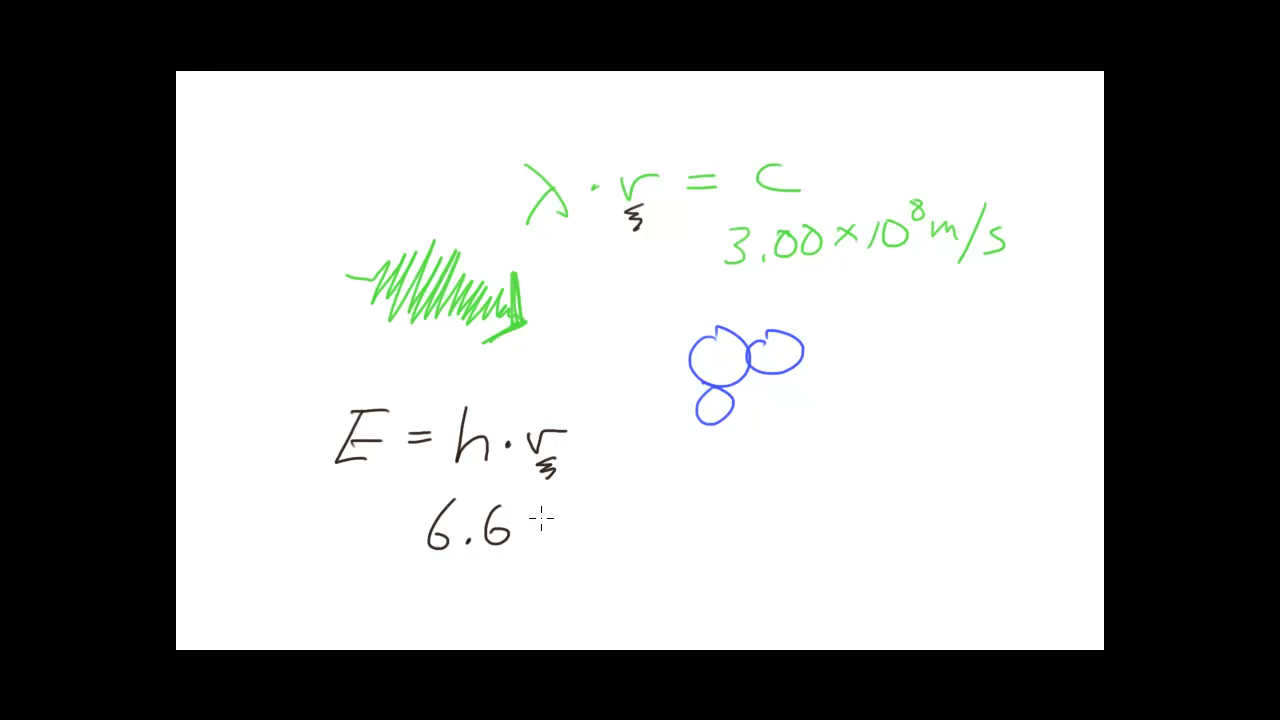 λ · ν = c
3.00 × 10⁸ m/s
E = h · ν
6.6